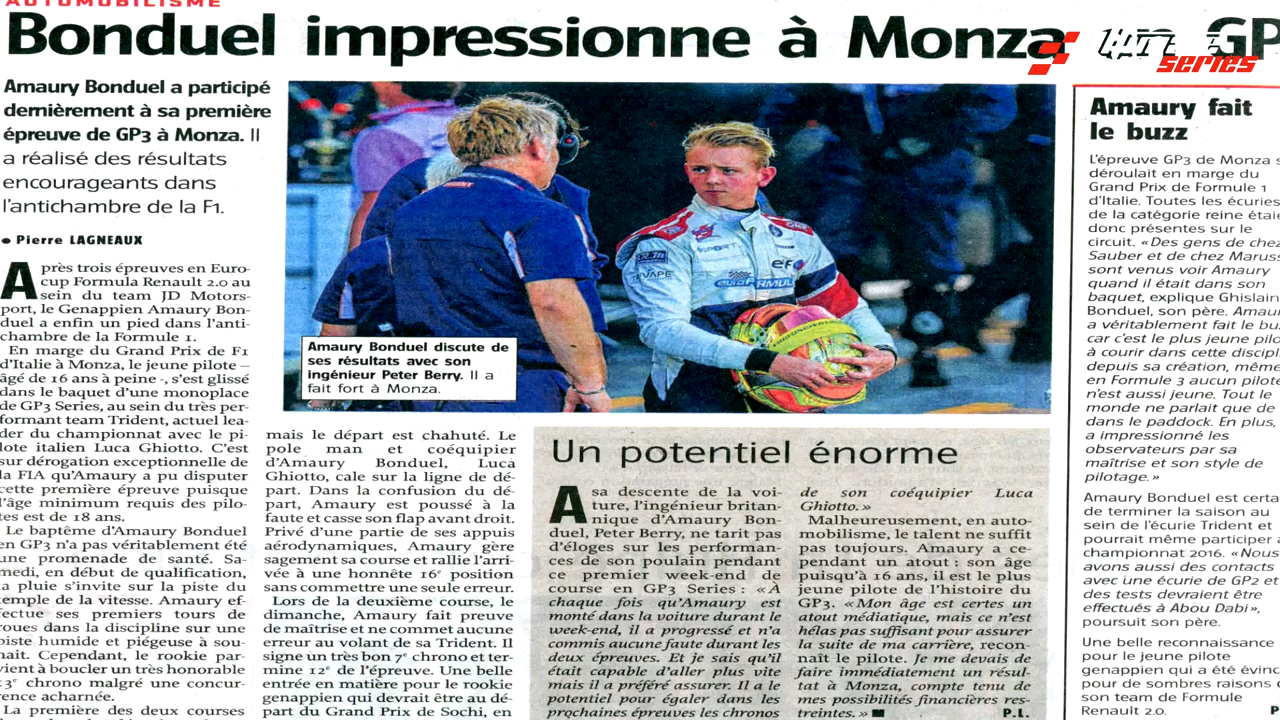 AUTOMOBILISME
Bonduel impressionne à Monza en GP
series
Amaury Bonduel a participé
dernièrement à sa première
épreuve de GP3 à Monza. Il
a réalisé des résultats
encourageants dans
l'antichambre de la F1.
• Pierre LAGNEAUX
Après trois épreuves en Euro-
cup Formula Renault 2.0 au
sein du team JD Motors-
port, le Genappien Amaury Bon-
duel a enfin un pied dans l'anti-
chambre de la Formule 1.
En marge du Grand Prix de F1
d'Italie à Monza, le jeune pilote –
âgé de 16 ans à peine -, s'est glissé
dans le baquet d'une monoplace
de GP3 Series, au sein du très per-
formant team Trident, actuel lea-
der du championnat avec le pi-
lote italien Luca Ghiotto. C'est
sur dérogation exceptionnelle de
la FIA qu'Amaury a pu disputer
cette première épreuve puisque
l'âge minimum requis des pilo-
tes est de 18 ans.
Le baptême d'Amaury Bonduel
en GP3 n'a pas véritablement été
une promenade de santé. Sa-
medi, en début de qualification,
la pluie s'invite sur la piste du
temple de la vitesse. Amaury ef-
fectue ses premiers tours de
roues dans la discipline sur une
piste humide et piégeuse à sou-
hait. Cependant, le rookie par-
vient à boucler un très honorable
13e chrono malgré une concur-
rence acharnée.
La première des deux courses
Amaury Bonduel discute de
ses résultats avec son
ingénieur Peter Berry. Il a
fait fort à Monza.
mais le départ est chahuté. Le
pole man et coéquipier
d'Amaury Bonduel, Luca
Ghiotto, cale sur la ligne de dé-
part. Dans la confusion du dé-
part, Amaury est poussé à la
faute et casse son flap avant droit.
Privé d'une partie de ses appuis
aérodynamiques, Amaury gère
sagement sa course et rallie l'arri-
vée à une honnête 16e position
sans commettre une seule erreur.
Lors de la deuxième course, le
dimanche, Amaury fait preuve
de maîtrise et ne commet aucune
erreur au volant de sa Trident. Il
signe un très bon 7e chrono et ter-
mine 12e de l'épreuve. Une belle
entrée en matière pour le rookie
genappien qui devrait être au dé-
part du Grand Prix de Sochi, en
Un potentiel énorme
A sa descente de la voi-
ture, l'ingénieur britan-
nique d'Amaury Bon-
duel, Peter Berry, ne tarit pas
d'éloges sur les performan-
ces de son poulain pendant
ce premier week-end de
course en GP3 Series : «À
chaque fois qu'Amaury est
monté dans la voiture durant le
week-end, il a progressé et n'a
commis aucune faute durant les
deux épreuves. Et je sais qu'il
était capable d'aller plus vite
mais il a préféré assurer. Il a le
potentiel pour égaler dans les
prochaines épreuves les chronos
de son coéquipier Luca
Ghiotto.»
Malheureusement, en auto-
mobilisme, le talent ne suffit
pas toujours. Amaury a ce-
pendant un atout : son âge
puisqu'à 16 ans, il est le plus
jeune pilote de l'histoire du
GP3. «Mon âge est certes un
atout médiatique, mais ce n'est
hélas pas suffisant pour assurer
la suite de ma carrière, recon-
naît le pilote. Je me devais de
faire immédiatement un résul-
tat à Monza, compte tenu de
mes possibilités financières res-
treintes.» ■ P.L.
Amaury fait
le buzz
L'épreuve GP3 de Monza s
déroulait en marge du
Grand Prix de Formule 1
d'Italie. Toutes les écuries
de la catégorie reine étaie
donc présentes sur le
circuit. «Des gens de chez
Sauber et de chez Maruss
sont venus voir Amaury
quand il était dans son
baquet, explique Ghislain
Bonduel, son père. Amaur
a véritablement fait le bu
car c'est le plus jeune pilo
à courir dans cette discipl
depuis sa création, même
en Formule 3 aucun pilote
n'est aussi jeune. Tout le
monde ne parlait que de
dans le paddock. En plus,
a impressionné les
observateurs par sa
maîtrise et son style de
pilotage.»
Amaury Bonduel est certa
de terminer la saison au
sein de l'écurie Trident et
pourrait même participer a
championnat 2016. «Nous
avons aussi des contacts
avec une écurie de GP2 et
des tests devraient être
effectués à Abou Dabi»,
poursuit son père.
Une belle reconnaissance
pour le jeune pilote
genappien qui a été évinc
pour de sombres raisons d
son team de Formule
Renault 2.0. P